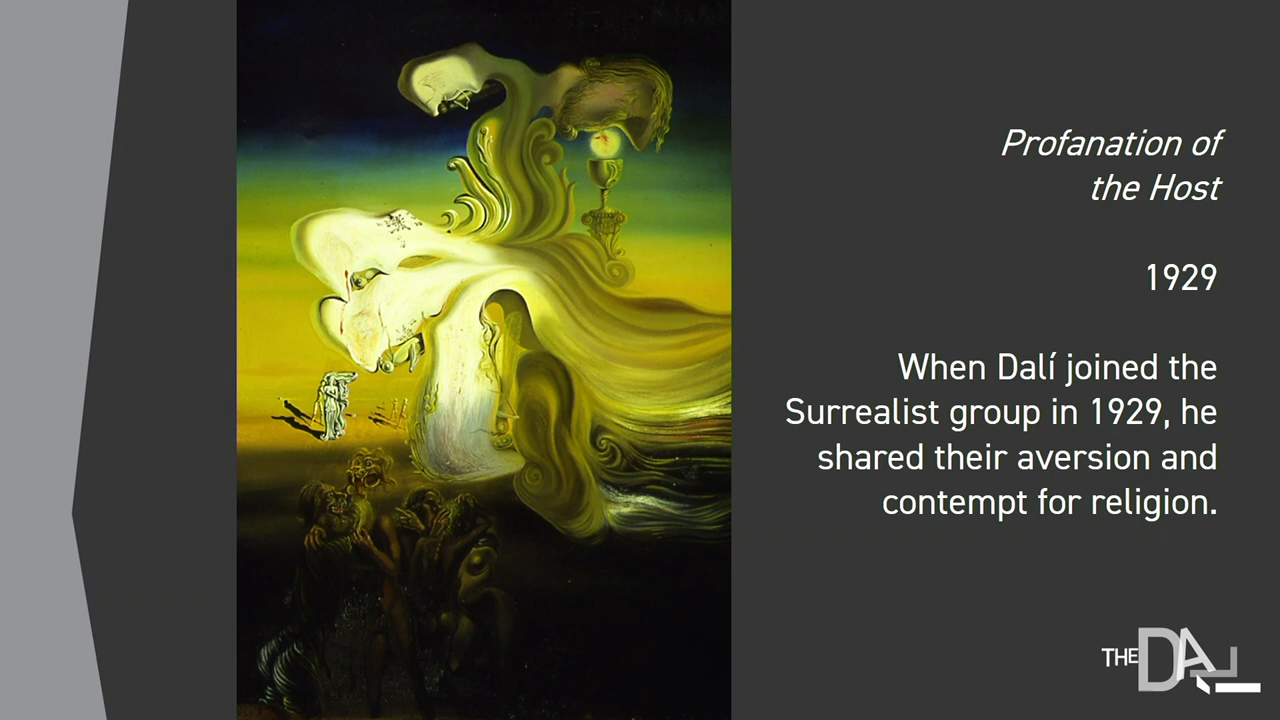 Profanation of
the Host
1929
When Dalí joined the
Surrealist group in 1929, he
shared their aversion and
contempt for religion.
THE DALÍ